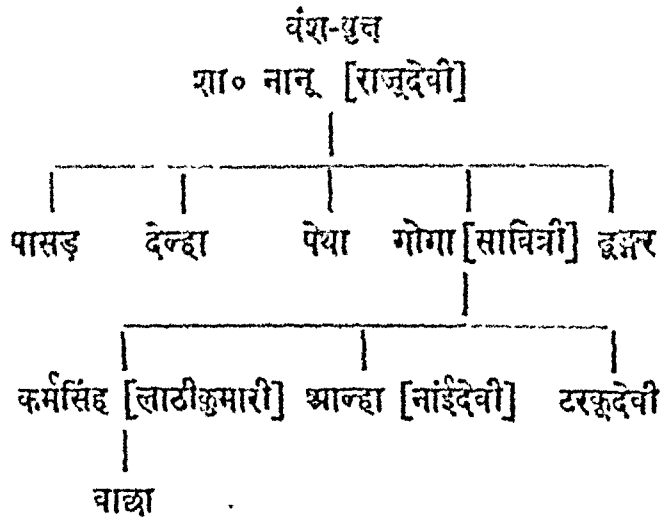 वंश-वृक्ष
शा० नानू [राजूदेवी]
पासड़ देल्हा पेथा गोगा [सावित्री] डूङ्गर
कर्मसिंह [लाठीकुमारी] आल्हा [नांईदेवी] टरकूदेवी
वाछा